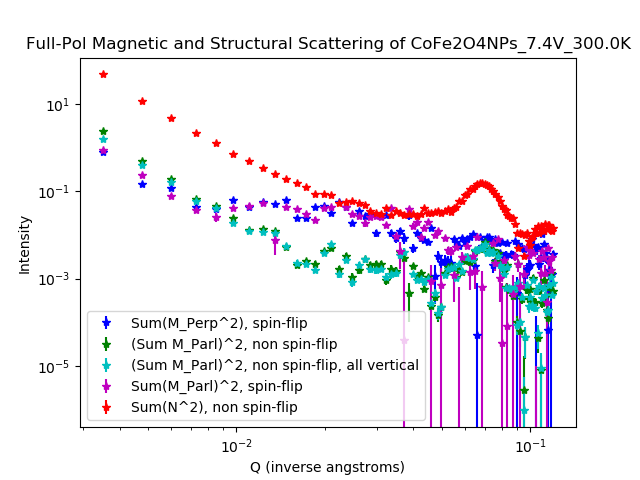 Full-Pol Magnetic and Structural Scattering of CoFe2O4NPs_7.4V_300.0K
Intensity
10^1
10^-1
10^-3
10^-5
Sum(M_Perp^2), spin-flip
(Sum M_Parl)^2, non spin-flip
(Sum M_Parl)^2, non spin-flip, all vertical
Sum(M_Parl)^2, spin-flip
Sum(N^2), non spin-flip
10^-2
10^-1
Q (inverse angstroms)